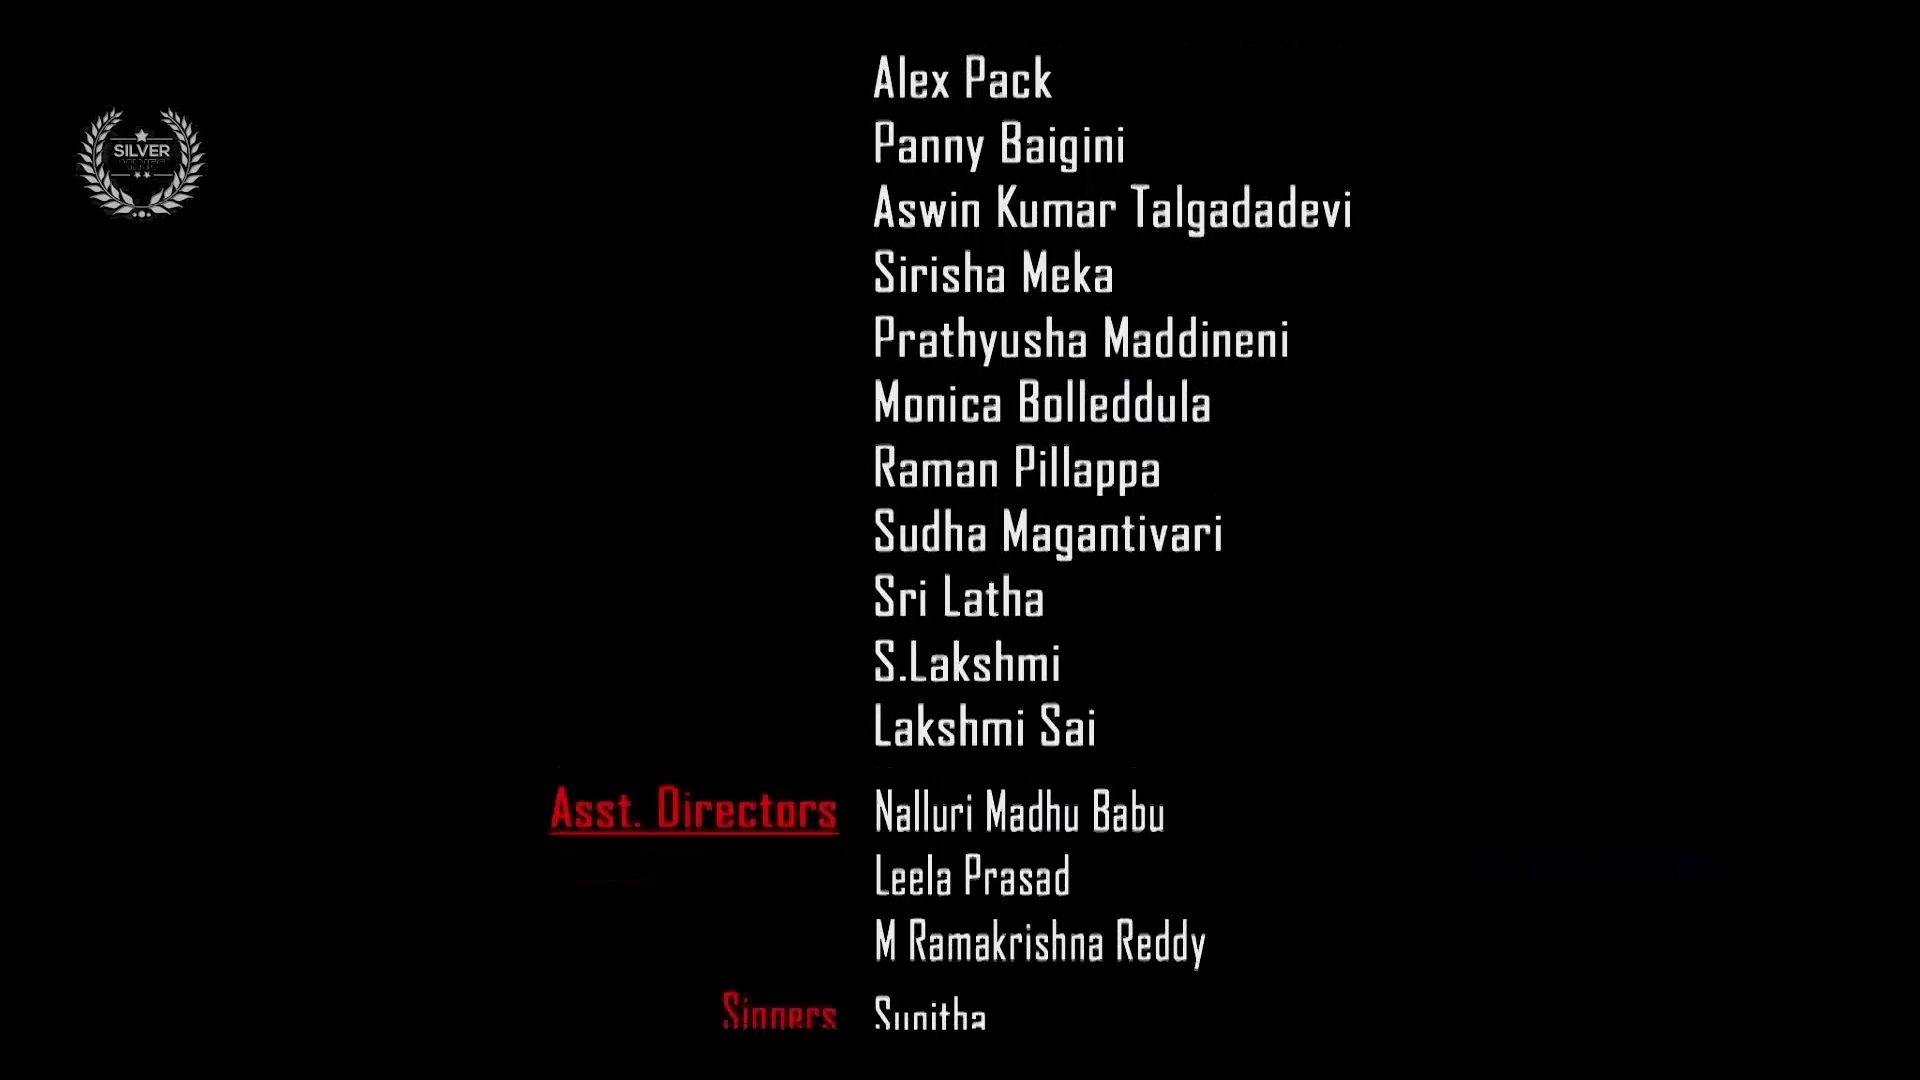 Alex Pack
SILVER
Panny Baigini
Aswin Kumar Talgadadevi
Sirisha Meka
Prathyusha Maddineni
Monica Bolleddula
Raman Pillappa
Sudha Magantivari
Sri Latha
S.Lakshmi
Lakshmi Sai
Asst. Directors Nalluri Madhu Babu
Leela Prasad
M Ramakrishna Reddy
Sunitha